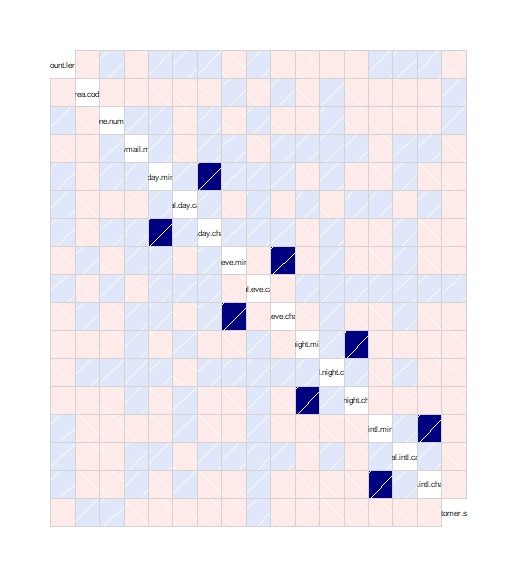 ount.len
rea.cod
ne.num
vmail.m
day.min
al.day.ca
.day.cha
eve.min
al.eve.ca
.eve.cha
night.mi
l.night.c
night.ch
intl.min
al.intl.ca
.intl.cha
tomer.s